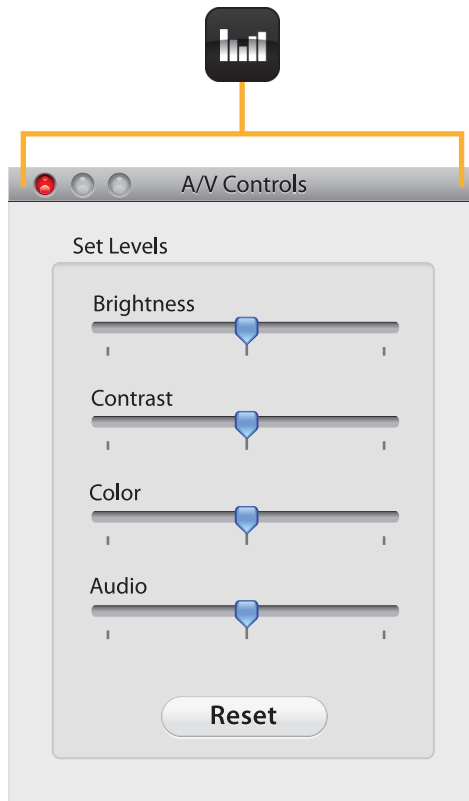 A/V Controls
Set Levels
Brightness
Contrast
Color
Audio
Reset